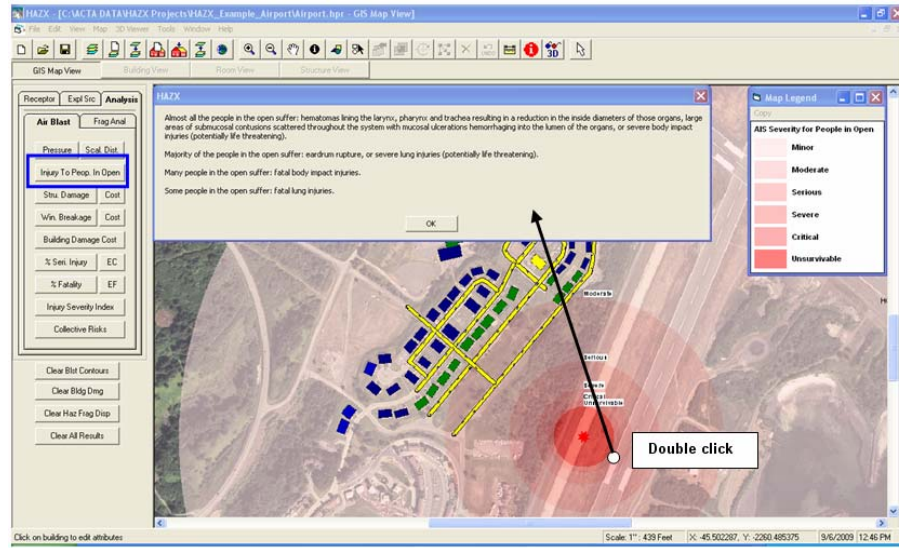 HAZX - [C:\ACTA DATA\HAZX Projects\HAZX_Example_Airport\Airport.hpr - GIS Map View]
File Edit View Map 3D Viewer Tools Window Help
3D
GIS Map View Building View Room View Structure View
Receptor Expl Src Analysis
Air Blast Frag Anal
Pressure Scal. Dist.
Injury To Peop. In Open
Stru. Damage Cost
Win. Breakage Cost
Building Damage Cost
% Seri. Injury EC
% Fatality EF
Injury Severity Index
Collective Risks
Clear Blst Contours
Clear Bldg Dmg
Clear Haz Frag Disp
Clear All Results
HAZX
Almost all the people in the open suffer: hematomas lining the larynx, pharynx and trachea resulting in a reduction in the inside diameters of those organs, large
areas of submucosal contusions scattered throughout the system with mucosal ulcerations hemorrhaging into the lumen of the organs, or severe body impact
injuries (potentially life threatening).
Majority of the people in the open suffer: eardrum rupture, or severe lung injuries (potentially life threatening).
Many people in the open suffer: fatal body impact injuries.
Some people in the open suffer: fatal lung injuries.
OK
Map Legend
Copy
AIS Severity for People in Open
Minor
Moderate
Serious
Severe
Critical
Unsurvivable
Moderate
Serious
Severe
Critical
Unsurvivable
Double click
Click on building to edit attributes
Scale: 1" : 439 Feet X: -45.502287, Y: -2260.485375 9/6/2009 12:46 PM